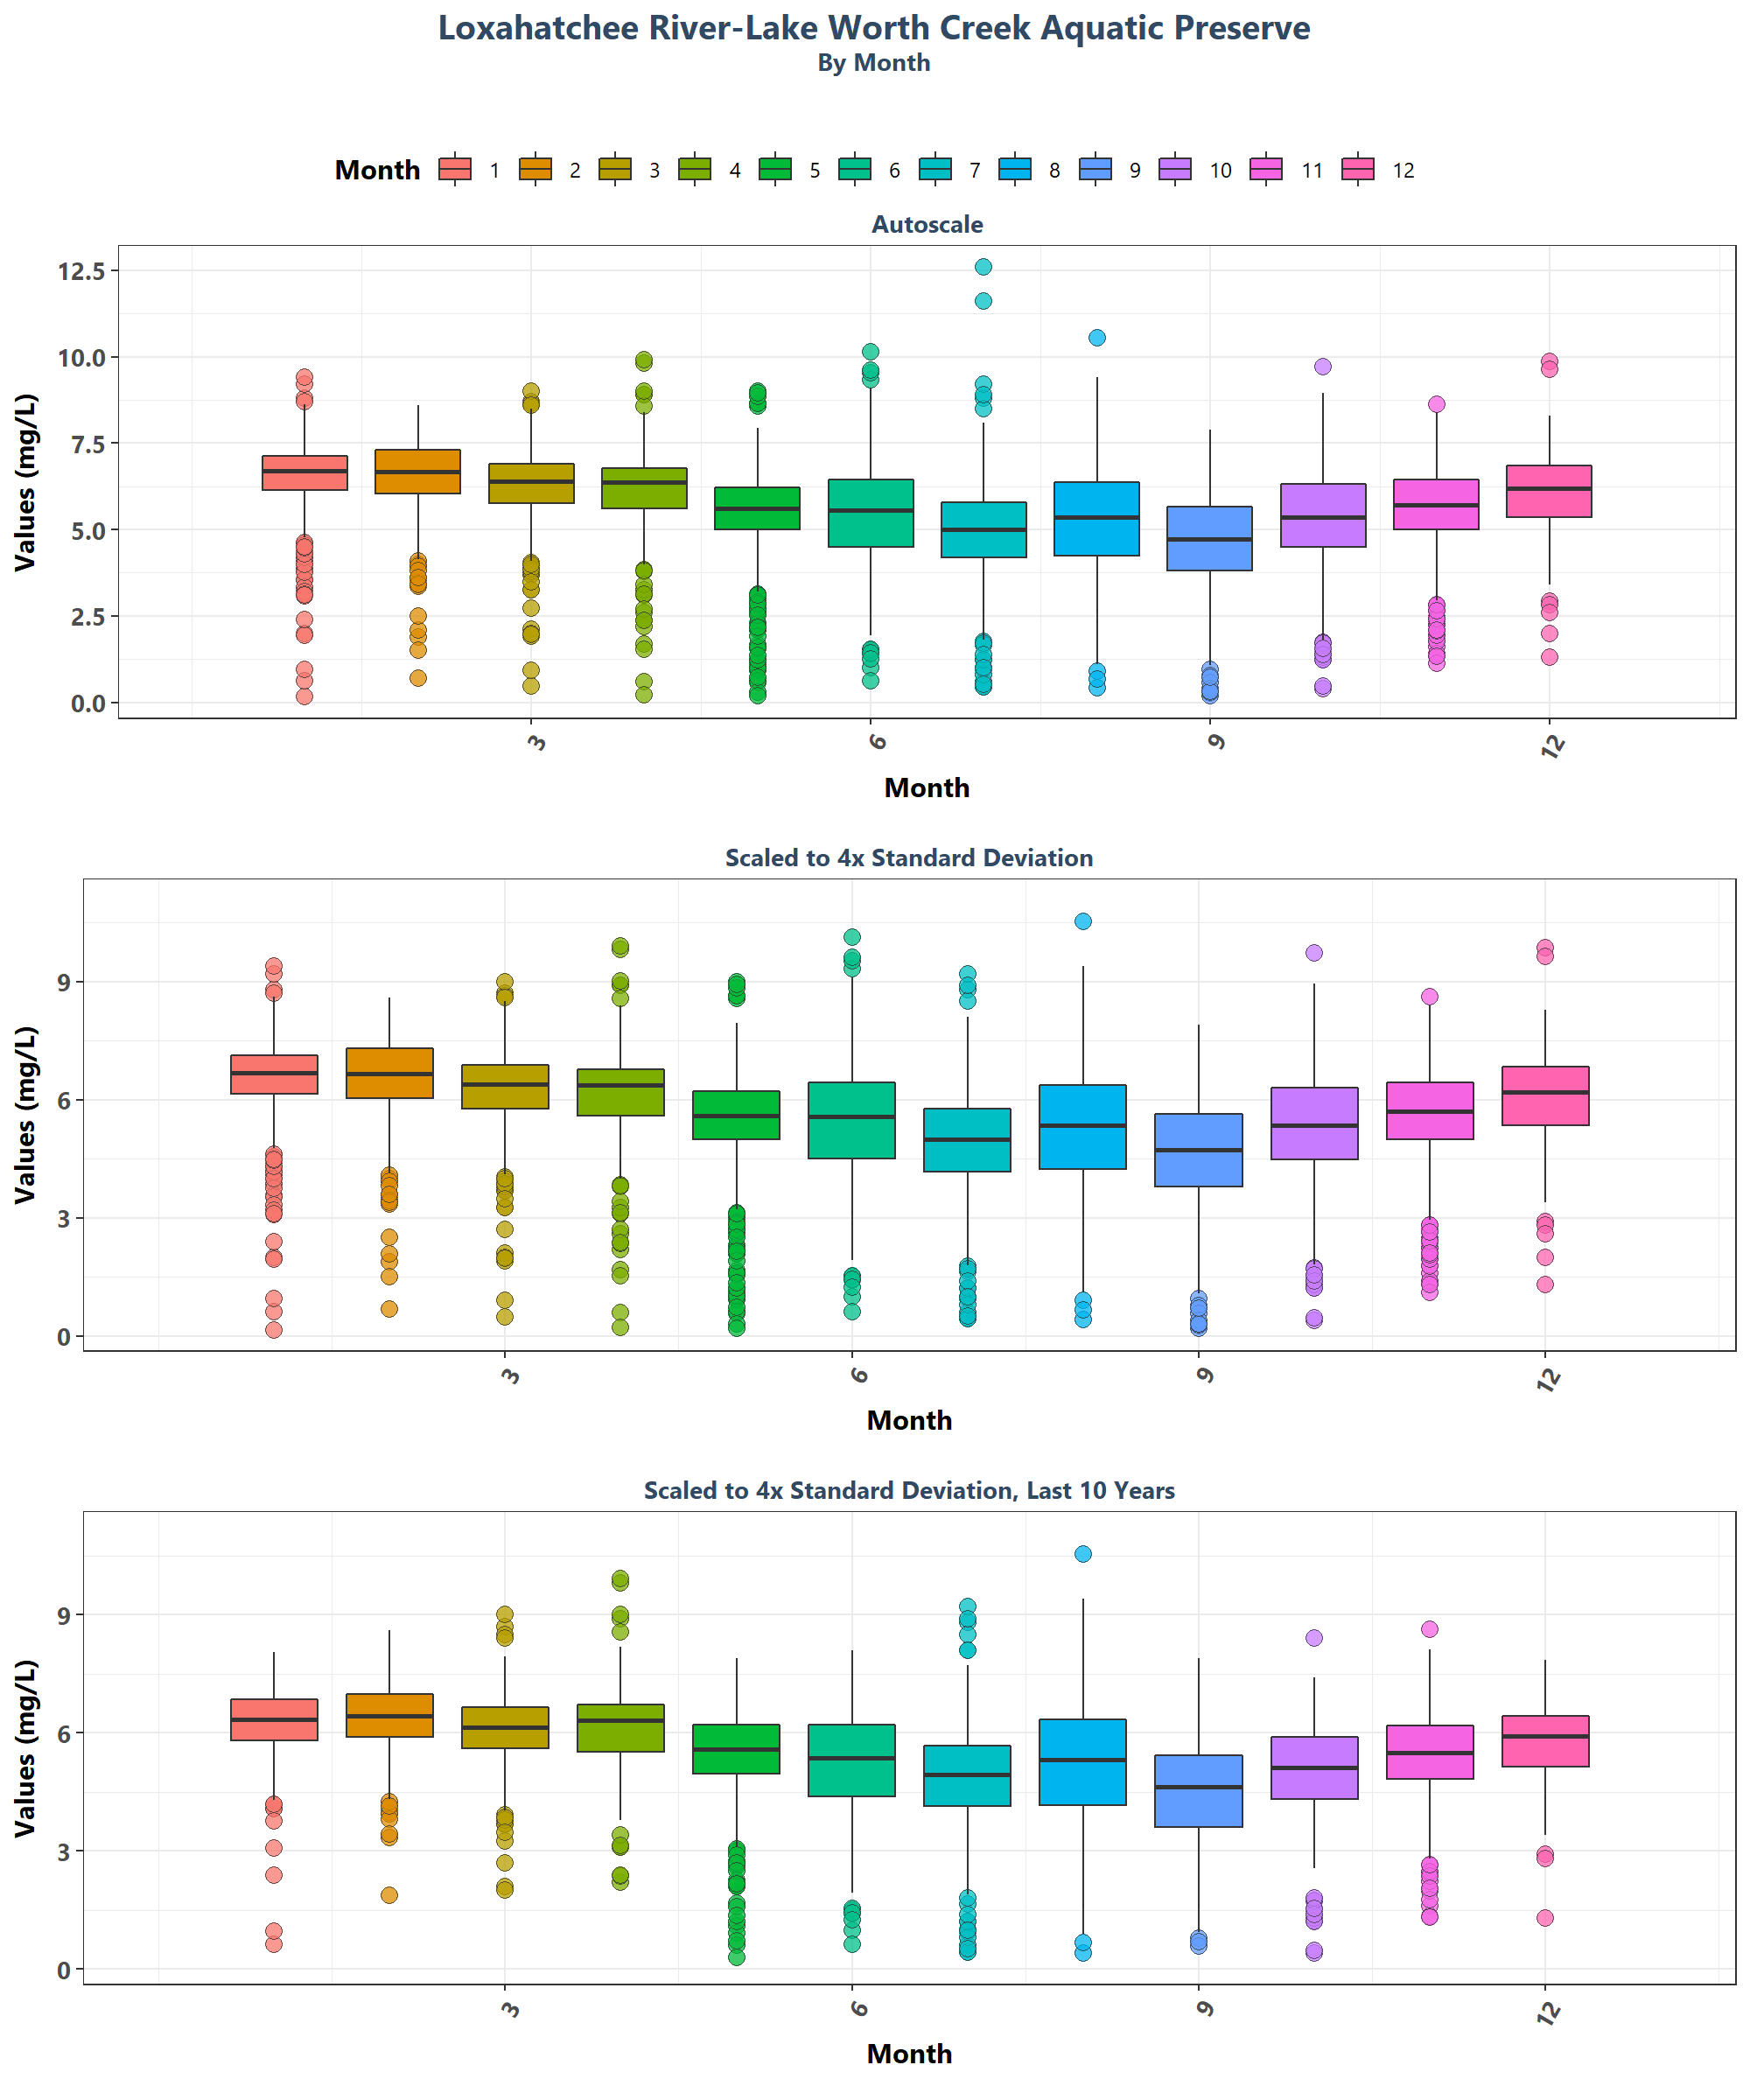 Loxahatchee River-Lake Worth Creek Aquatic Preserve
By Month
Month 1 2 3 4 5 6 7 8 9 10 11 12
Autoscale
Values (mg/L)
12.5
10.0
7.5
5.0
2.5
0.0
3 6 9 12
Month
Scaled to 4x Standard Deviation
Values (mg/L)
9
6
3
0
3 6 9 12
Month
Scaled to 4x Standard Deviation, Last 10 Years
Values (mg/L)
9
6
3
0
3 6 9 12
Month